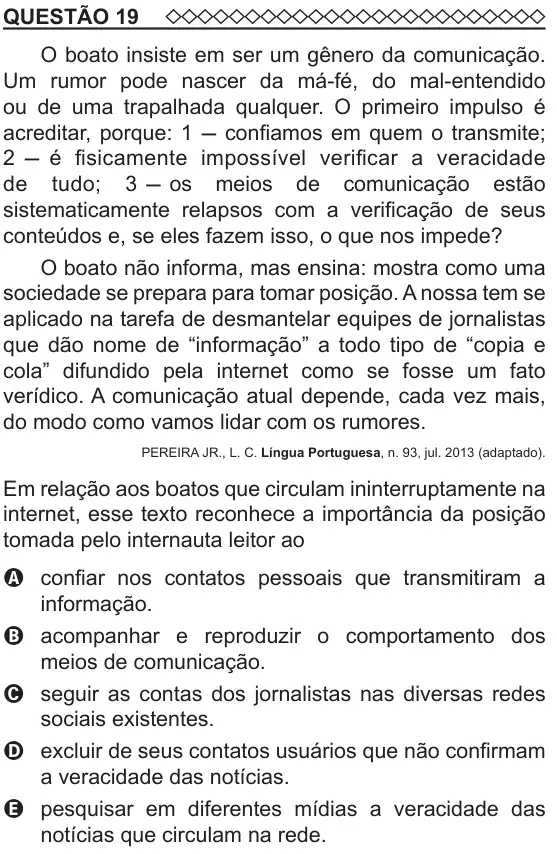 QUESTÃO 19
O boato insiste em ser um gênero da comunicação.
Um rumor pode nascer da má-fé, do mal-entendido
ou de uma trapalhada qualquer. O primeiro impulso é
acreditar, porque: 1 — confiamos em quem o transmite;
2 — é fisicamente impossível verificar a veracidade
de tudo; 3 — os meios de comunicação estão
sistematicamente relapsos com a verificação de seus
conteúdos e, se eles fazem isso, o que nos impede?
O boato não informa, mas ensina: mostra como uma
sociedade se prepara para tomar posição. A nossa tem se
aplicado na tarefa de desmantelar equipes de jornalistas
que dão nome de “informação” a todo tipo de “copia e
cola” difundido pela internet como se fosse um fato
verídico. A comunicação atual depende, cada vez mais,
do modo como vamos lidar com os rumores.
PEREIRA JR., L. C. Língua Portuguesa, n. 93, jul. 2013 (adaptado).
Em relação aos boatos que circulam ininterruptamente na
internet, esse texto reconhece a importância da posição
tomada pelo internauta leitor ao
A confiar nos contatos pessoais que transmitiram a
informação.
B acompanhar e reproduzir o comportamento dos
meios de comunicação.
C seguir as contas dos jornalistas nas diversas redes
sociais existentes.
D excluir de seus contatos usuários que não confirmam
a veracidade das notícias.
E pesquisar em diferentes mídias a veracidade das
notícias que circulam na rede.